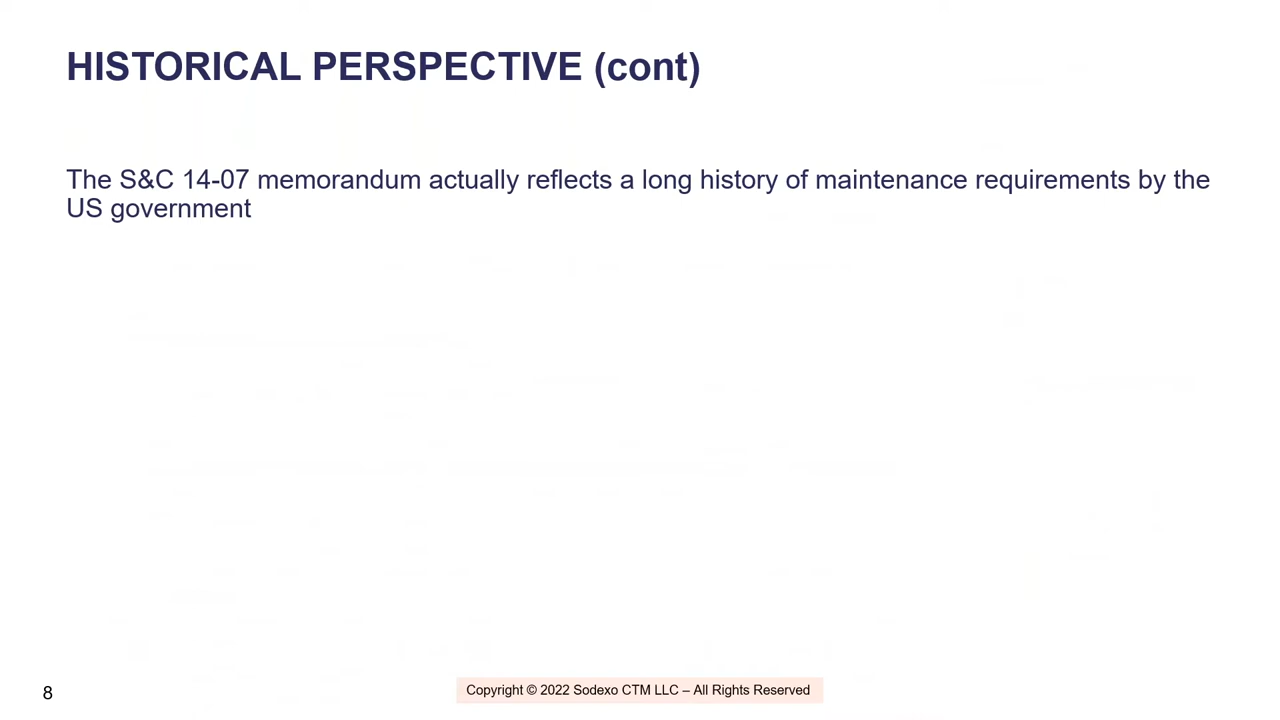 HISTORICAL PERSPECTIVE (cont)
The S&C 14-07 memorandum actually reflects a long history of maintenance requirements by the
US government
8
Copyright © 2022 Sodexo CTM LLC – All Rights Reserved